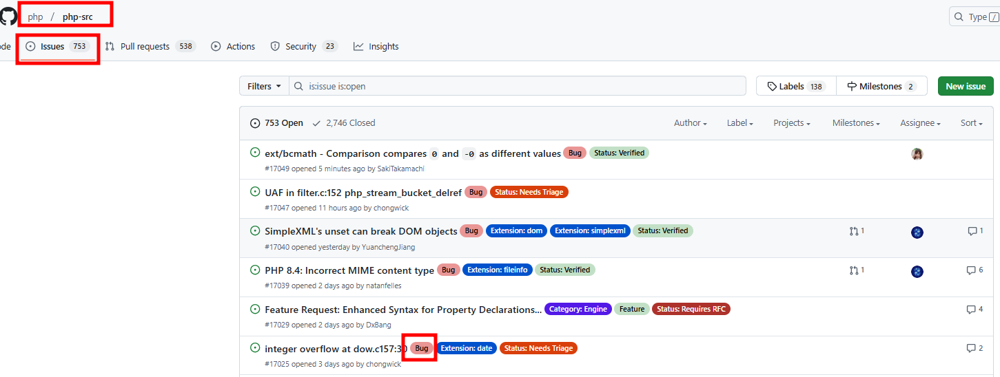 php / php-src
Type /
ode Issues 753 Pull requests 538 Actions Security 23 Insights
Filters is:issue is:open Labels 138 Milestones 2 New issue
753 Open 2,746 Closed Author Label Projects Milestones Assignee Sort
ext/bcmath - Comparison compares 0 and -0 as different values Bug Status: Verified
#17049 opened 5 minutes ago by SakiTakamachi
UAF in filter.c:152 php_stream_bucket_delref Bug Status: Needs Triage
#17047 opened 11 hours ago by chongwick
SimpleXML's unset can break DOM objects Bug Extension: dom Extension: simplexml Status: Verified 1 1
#17040 opened yesterday by YuanchengJiang
PHP 8.4: Incorrect MIME content type Bug Extension: fileinfo Status: Verified 1 6
#17039 opened 2 days ago by natanfelles
Feature Request: Enhanced Syntax for Property Declarations... Category: Engine Feature Status: Requires RFC 4
#17029 opened 2 days ago by DxBang
integer overflow at dow.c157:30 Bug Extension: date Status: Needs Triage 2
#17025 opened 3 days ago by chongwick